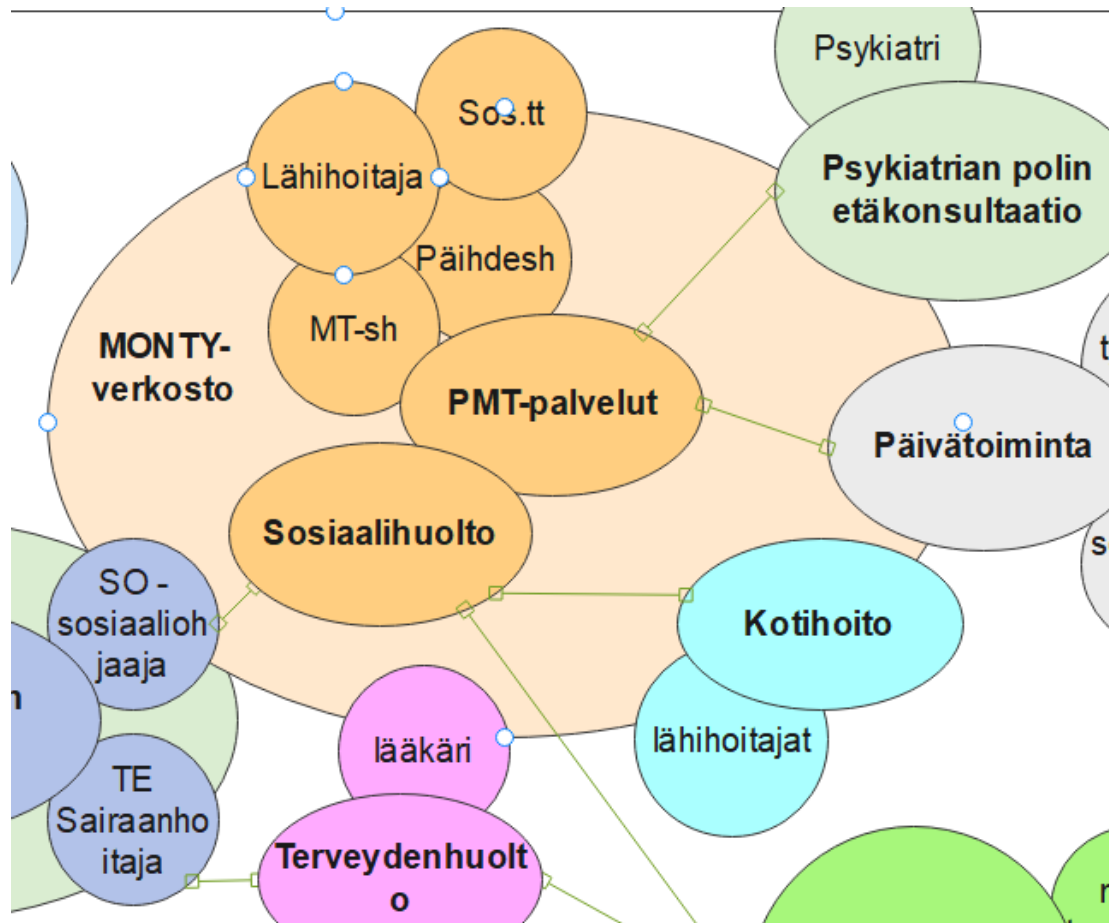 Psykiatri
Sos.tt
Lähihoitaja
Psykiatrian polin
etäkonsultaatio
Päihdesh
MT-sh
MONTY-
verkosto
PMT-palvelut
Päivätoiminta
Sosiaalihuolto
SO -
sosiaalioh
jaaja
Kotihoito
lääkäri
lähihoitajat
TE
Sairaanho
itaja
Terveydenhuolt
o